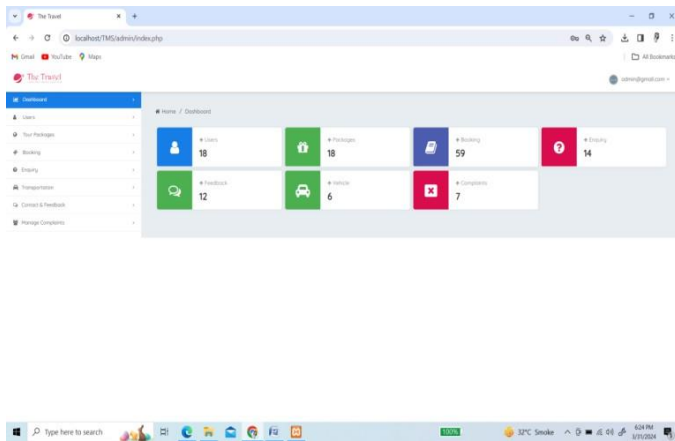 The Travel
localhost/TMS/admin/index.php
Gmail
YouTube
Maps
All Bookmarks
The Travel
admin@gmail.com
Dashboard
Users
Tour Packages
Booking
Enquiry
Transportation
Contact & Feedback
Manage Complaints
Home / Dashboard
Users
18
Packages
18
Booking
59
Enquiry
14
Feedback
12
Vehicle
6
Complaints
7
Type here to search
100%
32°C Smoke
6:24 PM
3/31/2024